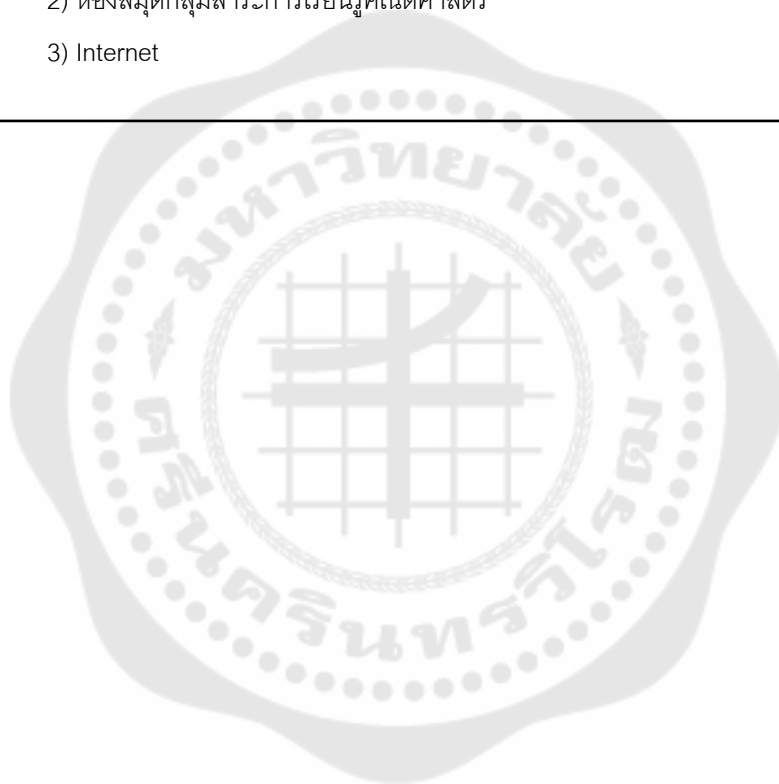 2) ห้องสมุดกลุ่มสาระการเรียนรู้คณิตศาสตร์
3) Internet
มหาวิทยาลัย
ศรีนครินทรวิโรฒ